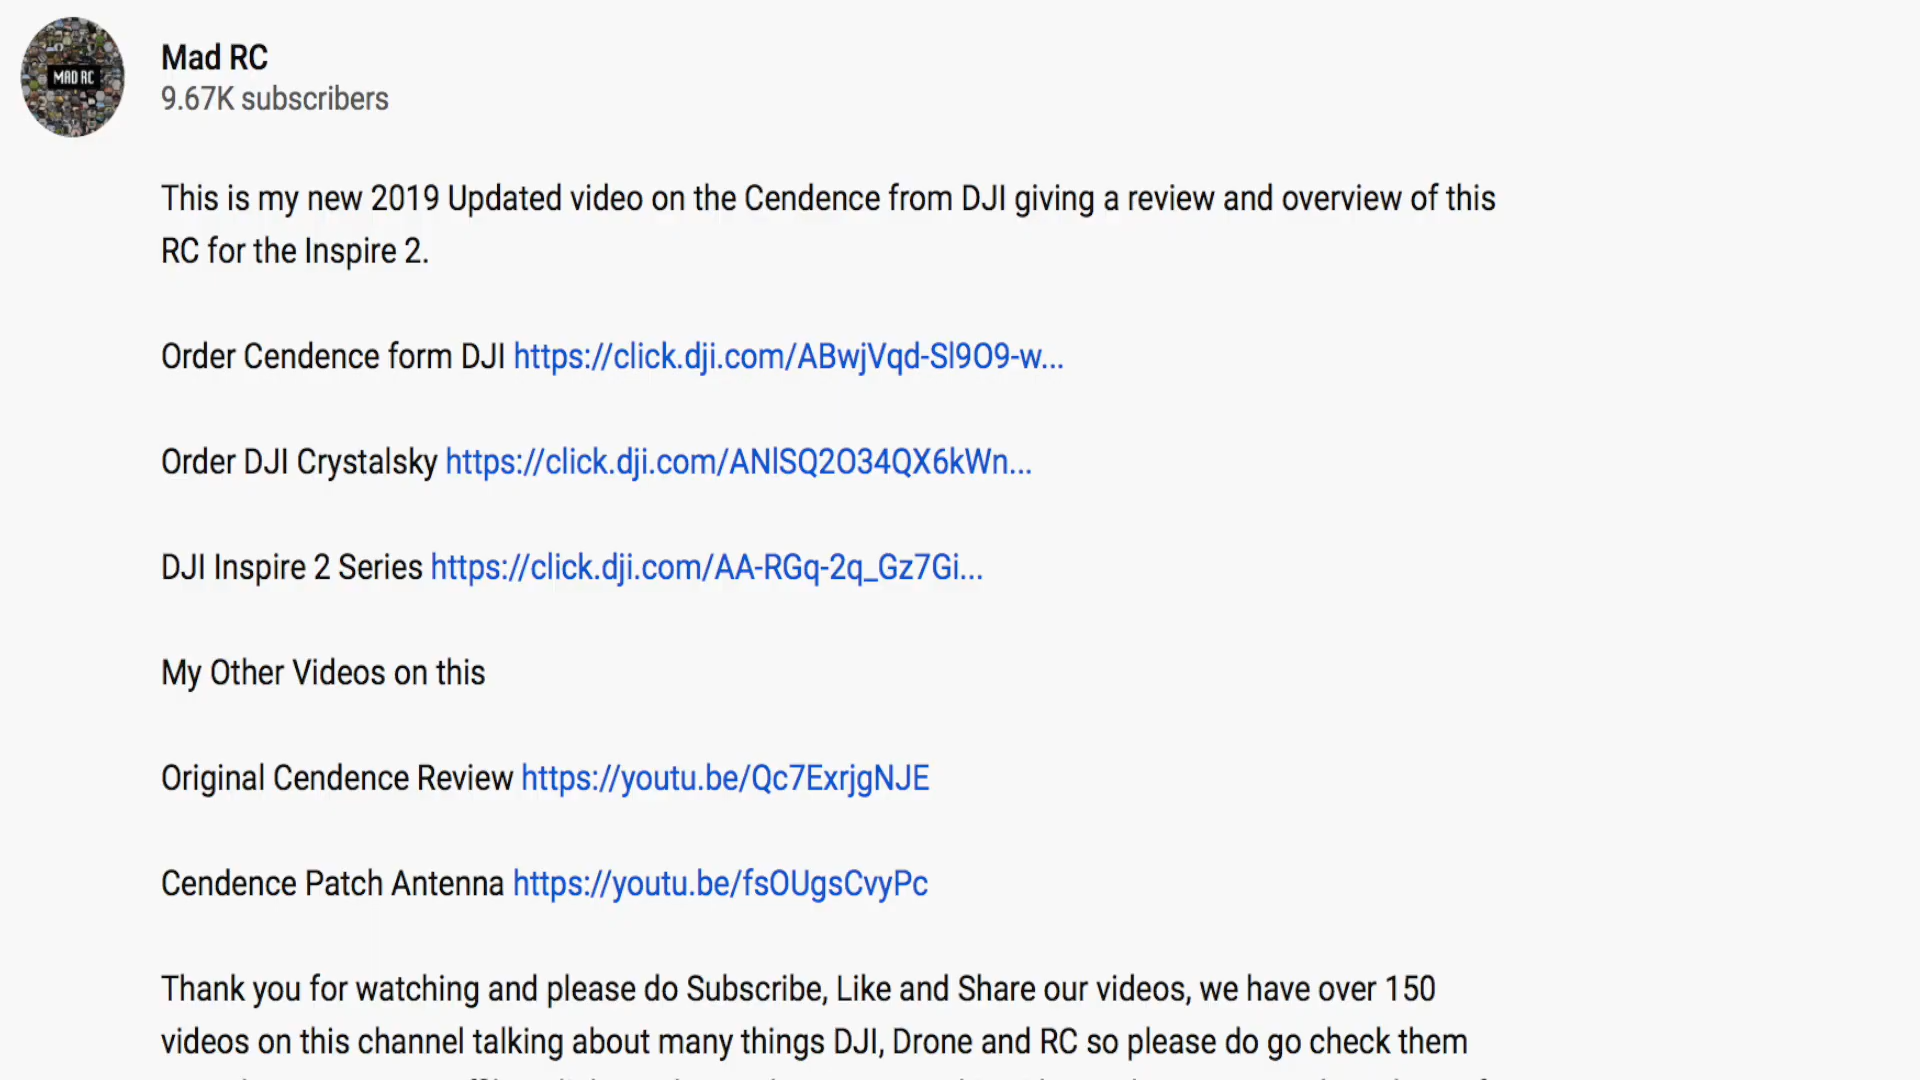 MAD RC
Mad RC
9.67K subscribers
This is my new 2019 Updated video on the Cendence from DJI giving a review and overview of this
RC for the Inspire 2.
Order Cendence form DJI https://click.dji.com/ABwjVqd-Sl9O9-w...
Order DJI Crystalsky https://click.dji.com/ANlSQ2O34QX6kWn...
DJI Inspire 2 Series https://click.dji.com/AA-RGq-2q_Gz7Gi...
My Other Videos on this
Original Cendence Review https://youtu.be/Qc7ExrjgNJE
Cendence Patch Antenna https://youtu.be/fsOUgsCvyPc
Thank you for watching and please do Subscribe, Like and Share our videos, we have over 150
videos on this channel talking about many things DJI, Drone and RC so please do go check them